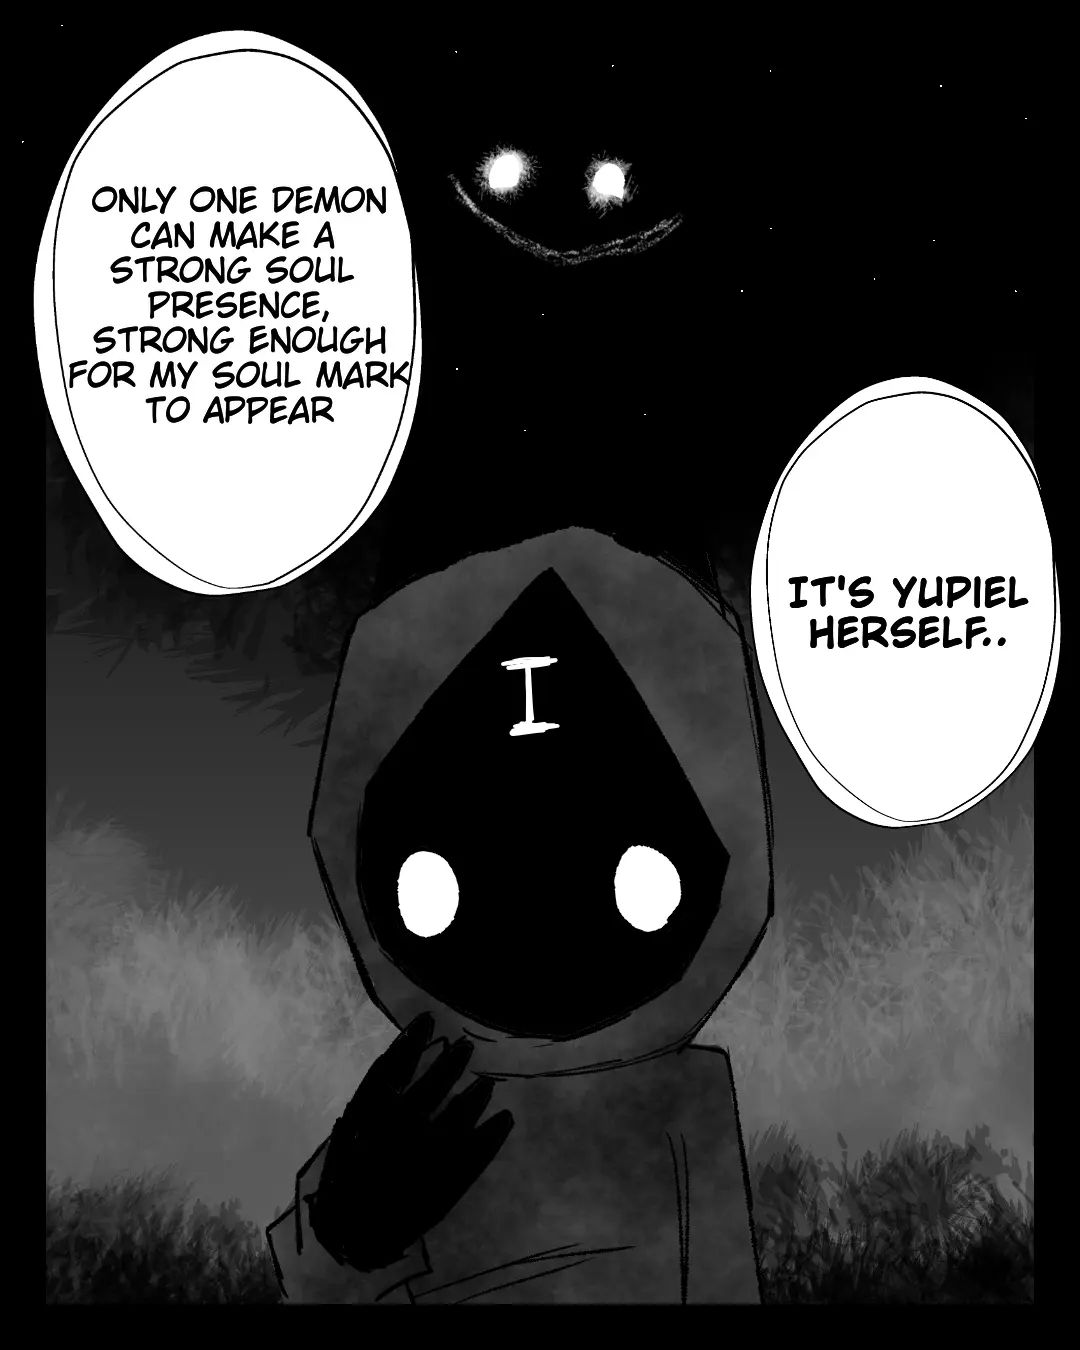 ONLY ONE DEMON
CAN MAKE A
STRONG SOUL
PRESENCE,
STRONG ENOUGH
FOR MY SOUL MARK
TO APPEAR
I
IT'S YUPIEL
HERSELF..